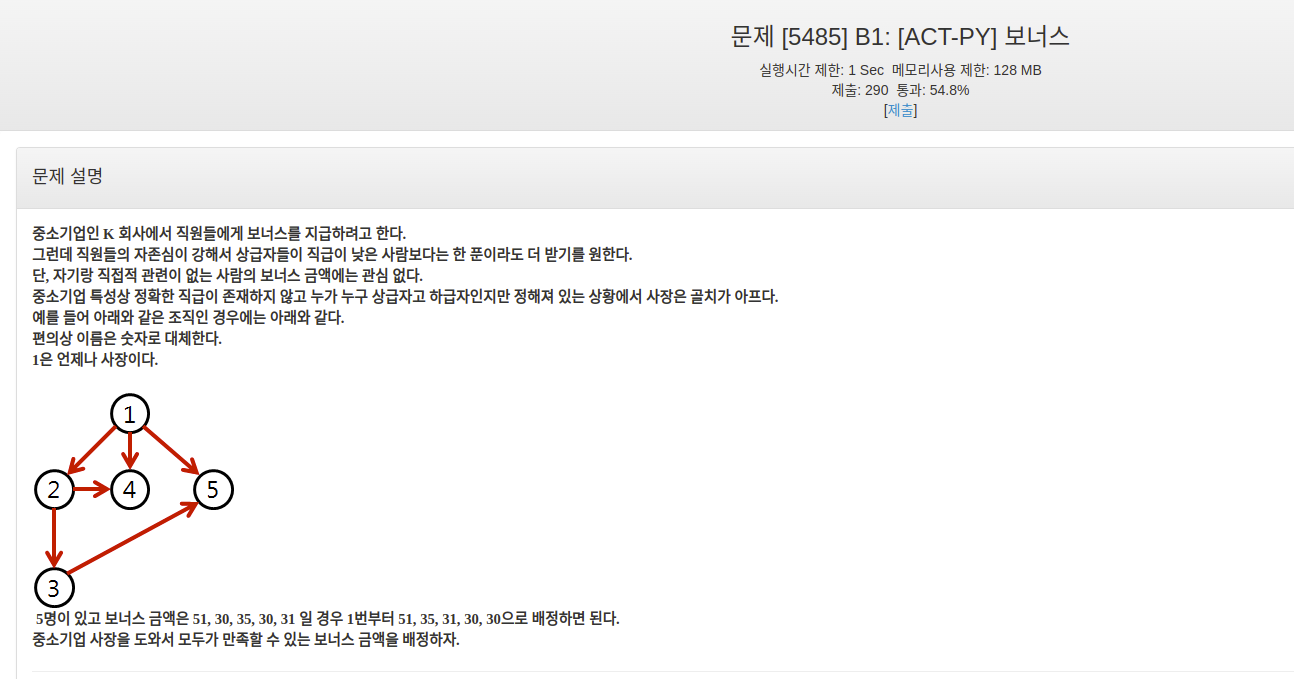 문제 [5485] B1: [ACT-PY] 보너스
실행시간 제한: 1 Sec 메모리사용 제한: 128 MB
제출: 290 통과: 54.8%
[제출]
문제 설명
중소기업인 K 회사에서 직원들에게 보너스를 지급하려고 한다.
그런데 직원들의 자존심이 강해서 상급자들이 직급이 낮은 사람보다는 한 푼이라도 더 받기를 원한다.
단, 자기랑 직접적 관련이 없는 사람의 보너스 금액에는 관심 없다.
중소기업 특성상 정확한 직급이 존재하지 않고 누가 누구 상급자고 하급자인지만 정해져 있는 상황에서 사장은 골치가 아프다.
예를 들어 아래와 같은 조직인 경우에는 아래와 같다.
편의상 이름은 숫자로 대체한다.
1은 언제나 사장이다.
1
2 4 5
3
5명이 있고 보너스 금액은 51, 30, 35, 30, 31 일 경우 1번부터 51, 35, 31, 30, 30으로 배정하면 된다.
중소기업 사장을 도와서 모두가 만족할 수 있는 보너스 금액을 배정하자.